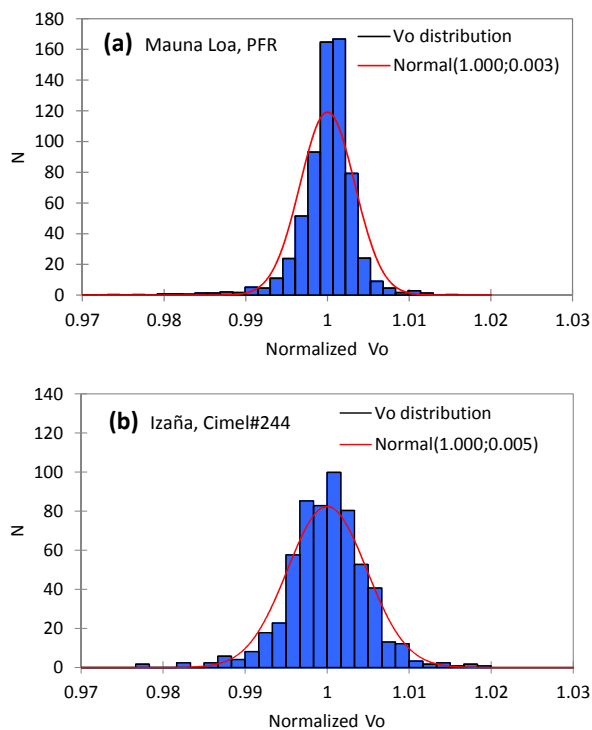 180
(a) Mauna Loa, PFR
Vo distribution
160
Normal(1.000;0.003)
140
120
100
N
80
60
40
20
0
0.97 0.98 0.99 1 1.01 1.02 1.03
Normalized Vo
140
(b) Izaña, Cimel#244
Vo distribution
120
Normal(1.000;0.005)
100
80
N
60
40
20
0
0.97 0.98 0.99 1 1.01 1.02 1.03
Normalized Vo